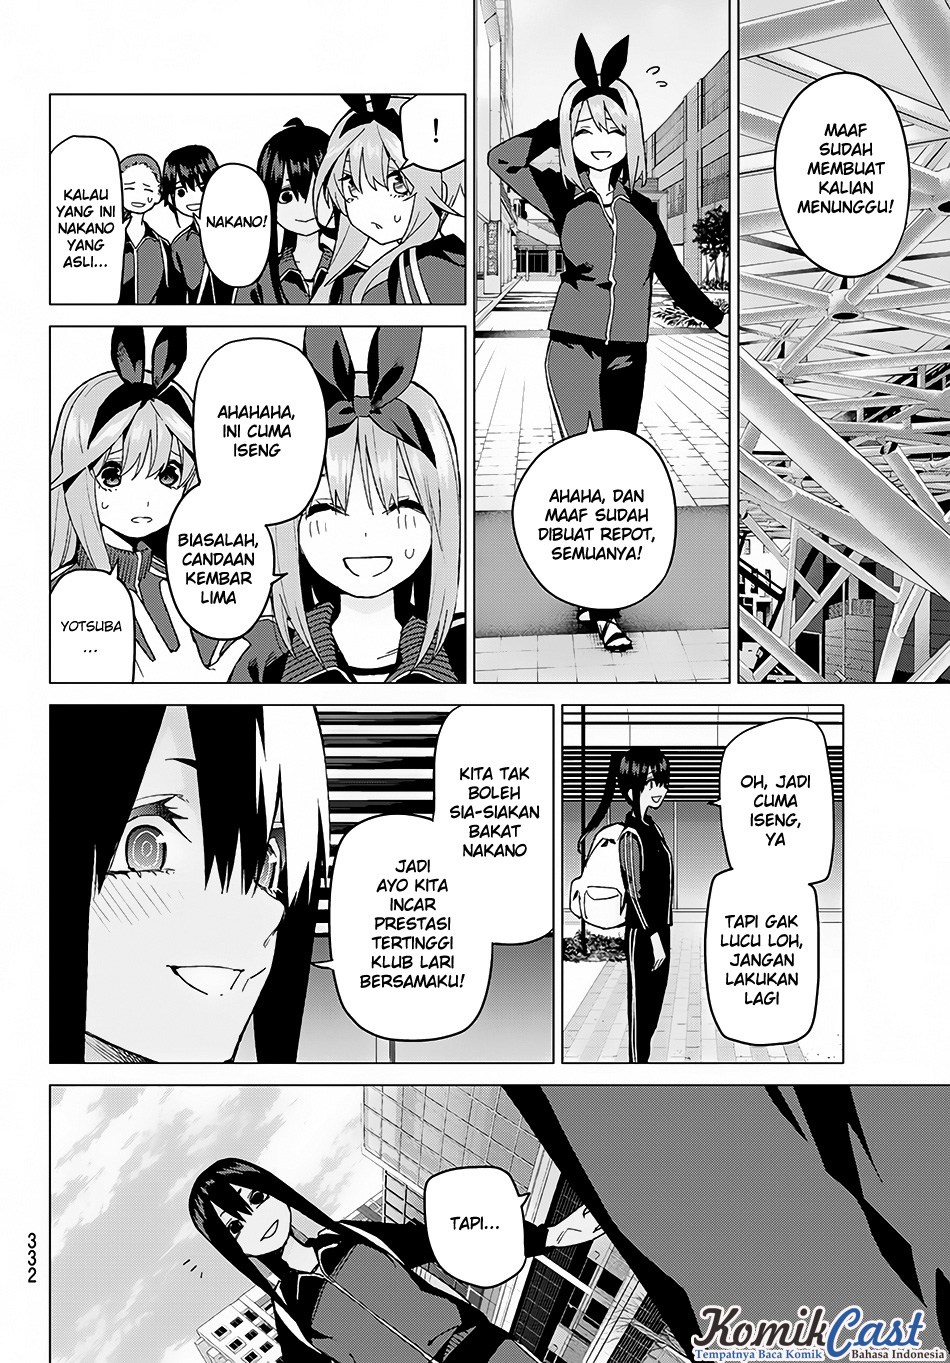 MAAF
SUDAH
MEMBUAT
KALIAN
MENUNGGU!
AHAHA, DAN
MAAF SUDAH
DIBUAT REPOT,
SEMUANYA!
!
NAKANO!
KALAU
YANG INI
NAKANO
YANG
ASLI...
AHAHAHA,
INI CUMA
ISENG
BIASALAH,
CANDAAN
KEMBAR
LIMA
YOTSUBA
...
OH, JADI
CUMA
ISENG,
YA
TAPI GAK
LUCU LOH,
JANGAN
LAKUKAN
LAGI
KITA TAK
BOLEH
SIA-SIAKAN
BAKAT
NAKANO
JADI
AYO KITA
INCAR
PRESTASI
TERTINGGI
KLUB LARI
BERSAMAKU!
TAPI...
332
KomikCast
Tempatnya Baca Komik Bahasa Indonesia